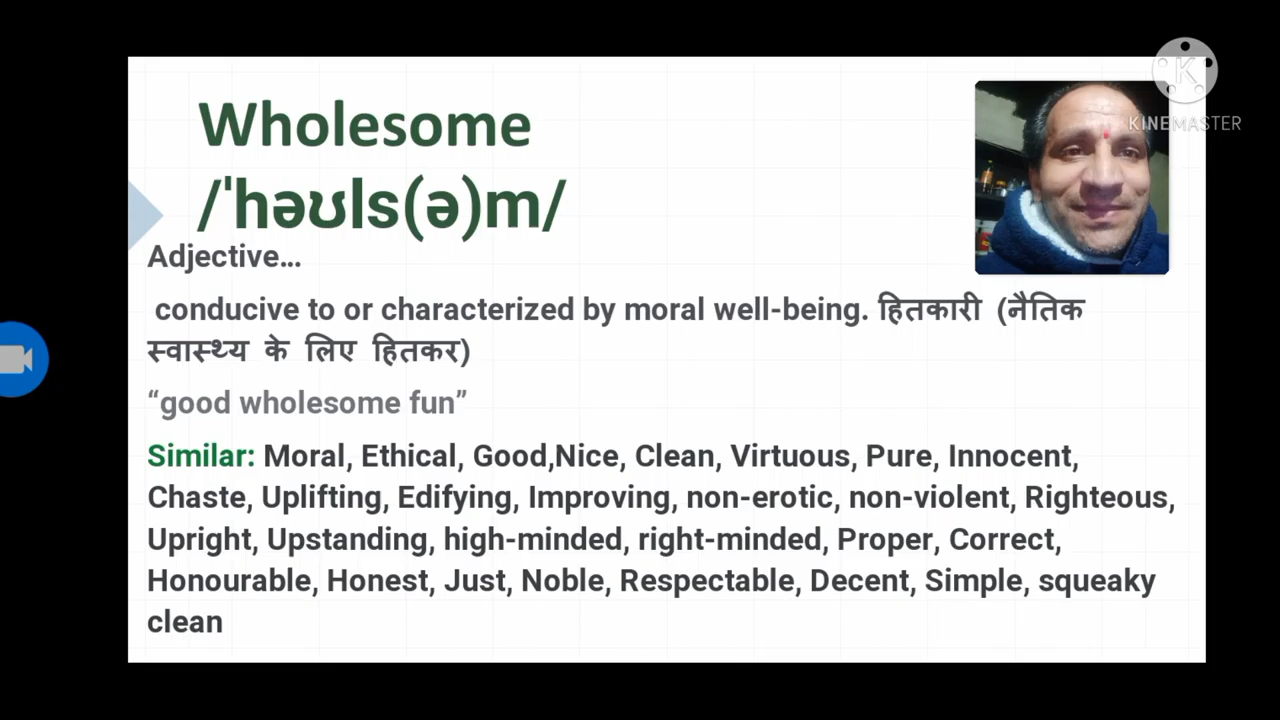 Wholesome
/ˈhəʊls(ə)m/
KINEMASTER
Adjective…
conducive to or characterized by moral well-being. हितकारी (नैतिक
स्वास्थ्य के लिए हितकर)
“good wholesome fun”
Similar: Moral, Ethical, Good,Nice, Clean, Virtuous, Pure, Innocent,
Chaste, Uplifting, Edifying, Improving, non-erotic, non-violent, Righteous,
Upright, Upstanding, high-minded, right-minded, Proper, Correct,
Honourable, Honest, Just, Noble, Respectable, Decent, Simple, squeaky
clean